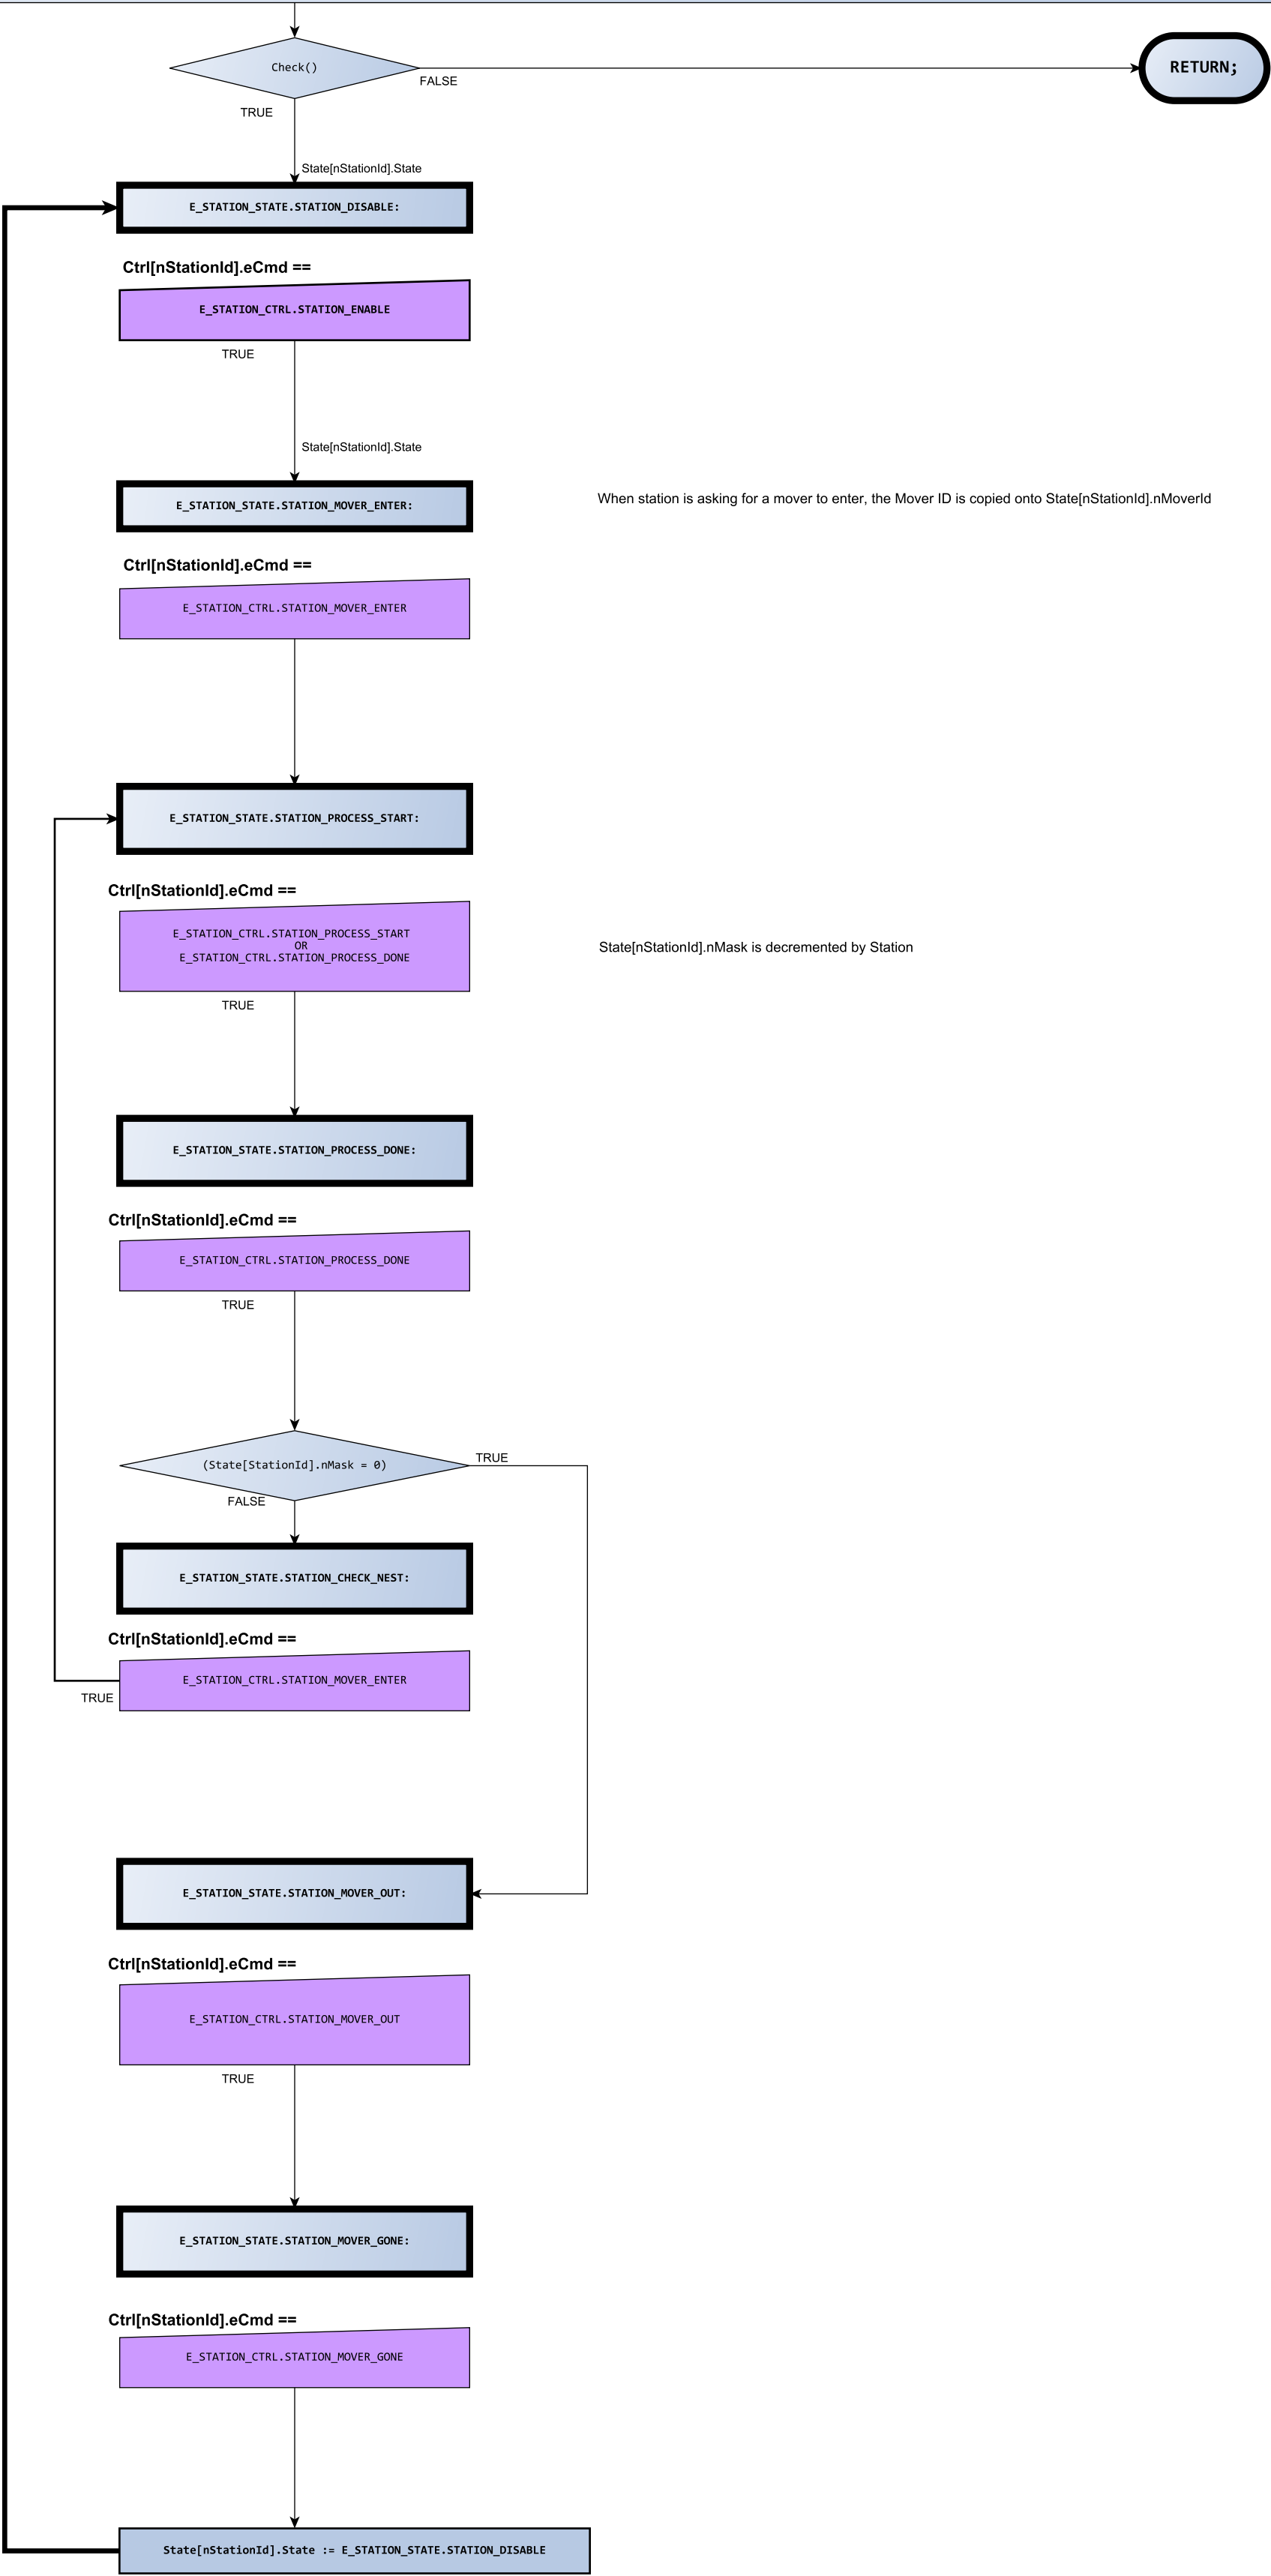 Check()
FALSE
RETURN;
TRUE
State[nStationId].State
E_STATION_STATE.STATION_DISABLE:
Ctrl[nStationId].eCmd ==
E_STATION_CTRL.STATION_ENABLE
TRUE
State[nStationId].State
E_STATION_STATE.STATION_MOVER_ENTER:
When station is asking for a mover to enter, the Mover ID is copied onto State[nStationId].nMoverId
Ctrl[nStationId].eCmd ==
E_STATION_CTRL.STATION_MOVER_ENTER
E_STATION_STATE.STATION_PROCESS_START:
Ctrl[nStationId].eCmd ==
E_STATION_CTRL.STATION_PROCESS_START
OR
E_STATION_CTRL.STATION_PROCESS_DONE
State[nStationId].nMask is decremented by Station
TRUE
E_STATION_STATE.STATION_PROCESS_DONE:
Ctrl[nStationId].eCmd ==
E_STATION_CTRL.STATION_PROCESS_DONE
TRUE
(State[StationId].nMask = 0)
TRUE
FALSE
E_STATION_STATE.STATION_CHECK_NEST:
Ctrl[nStationId].eCmd ==
E_STATION_CTRL.STATION_MOVER_ENTER
TRUE
E_STATION_STATE.STATION_MOVER_OUT:
Ctrl[nStationId].eCmd ==
E_STATION_CTRL.STATION_MOVER_OUT
TRUE
E_STATION_STATE.STATION_MOVER_GONE:
Ctrl[nStationId].eCmd ==
E_STATION_CTRL.STATION_MOVER_GONE
State[nStationId].State := E_STATION_STATE.STATION_DISABLE